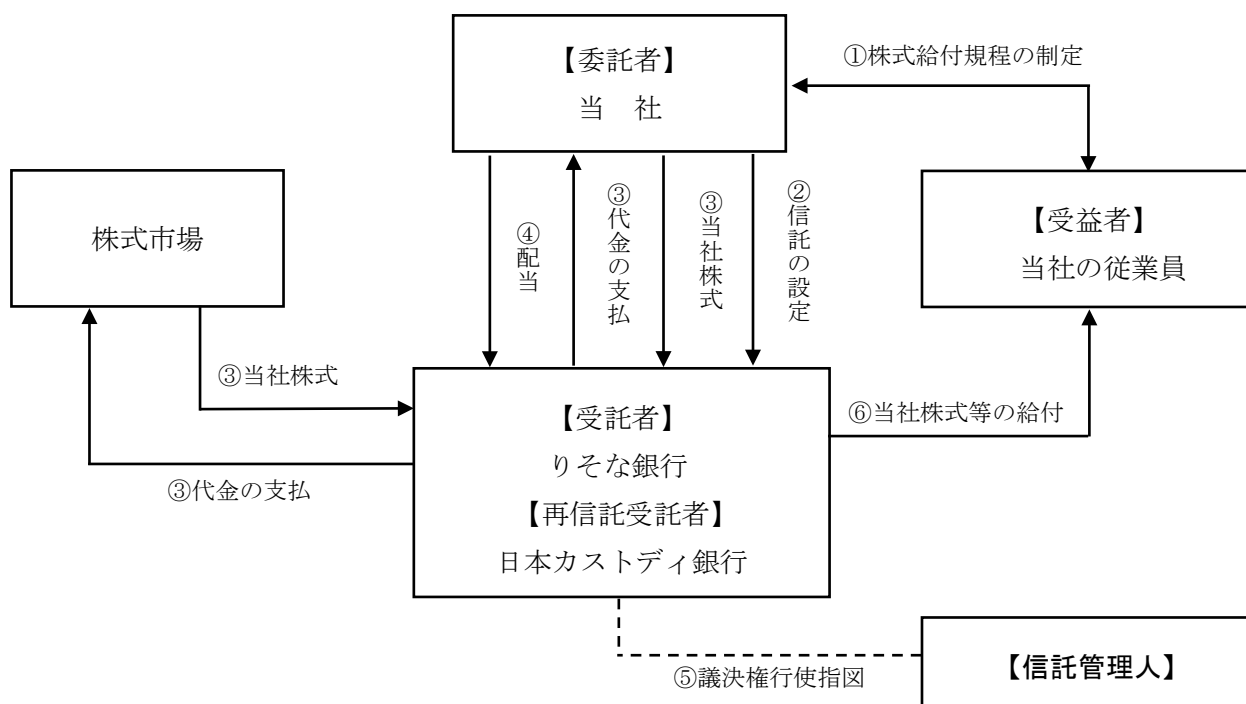 【委託者】
当　社
①株式給付規程の制定
株式市場
④配当
③代金の支払
③当社株式
②信託の設定
【受益者】
当社の従業員
③当社株式
③代金の支払
【受託者】
りそな銀行
【再信託受託者】
日本カストディ銀行
⑥当社株式等の給付
⑤議決権行使指図
【信託管理人】